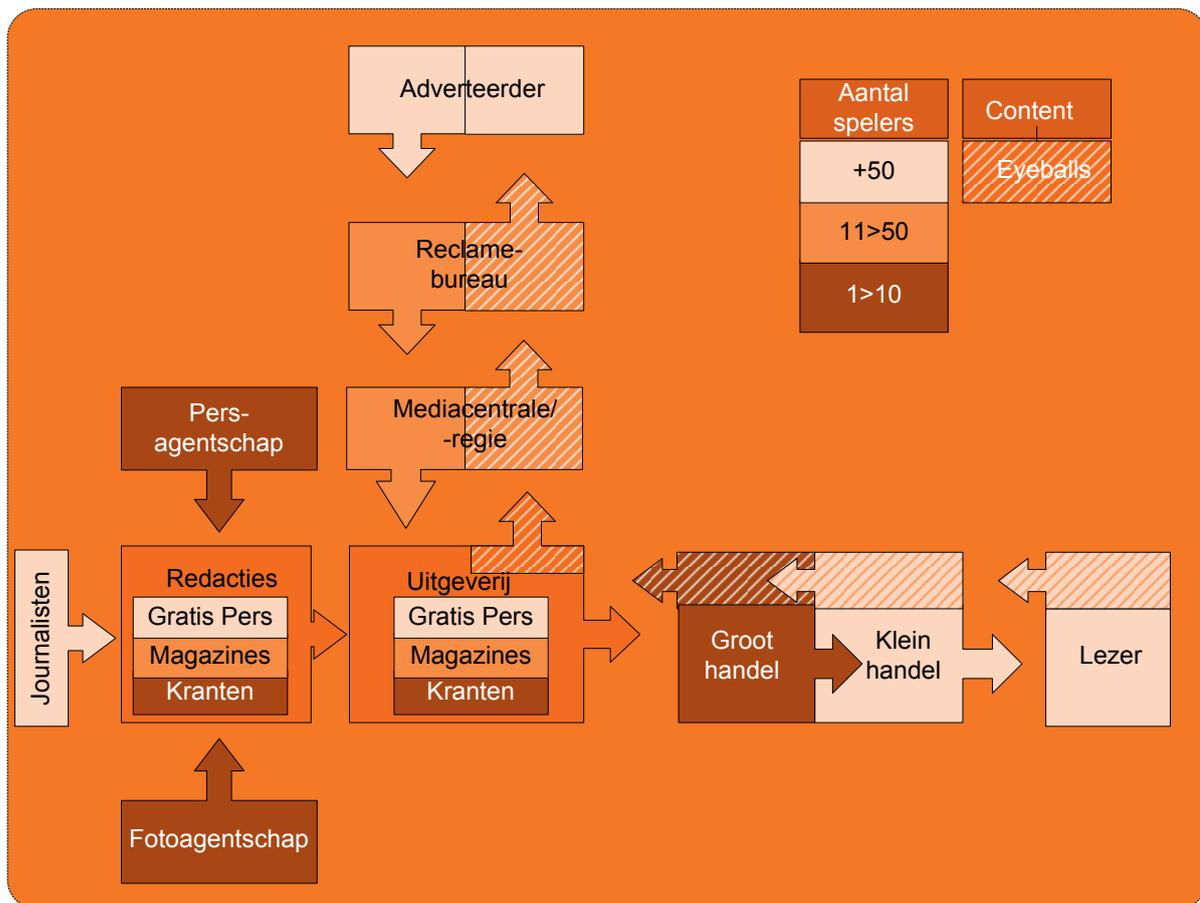 Adverteerder
Aantal
spelers
Content
+50
Eyeballs
11>50
1>10
Reclame-
bureau
Pers-
agentschap
Mediacentrale/
-regie
Journalisten
Redacties
Gratis Pers
Magazines
Kranten
Uitgeverij
Gratis Pers
Magazines
Kranten
Groot
handel
Klein
handel
Lezer
Fotoagentschap